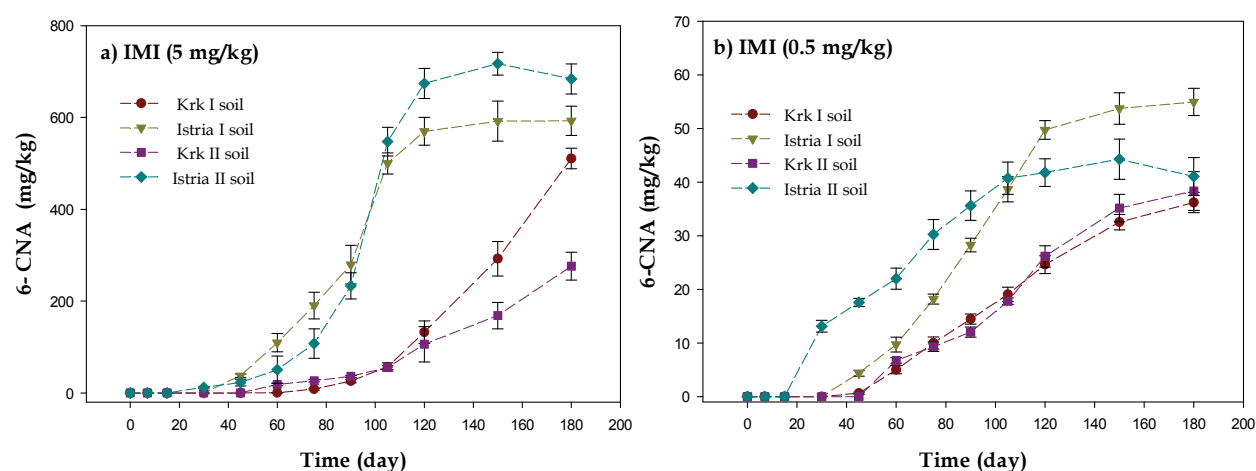 a) IMI (5 mg/kg)
Krk I soil
Istria I soil
Krk II soil
Istria II soil
800
600
400
200
0
6- CNA (mg/kg)
0 20 40 60 80 100 120 140 160 180 200
Time (day)
b) IMI (0.5 mg/kg)
Krk I soil
Istria I soil
Krk II soil
Istria II soil
70
60
50
40
30
20
10
0
6-CNA (mg/kg)
0 20 40 60 80 100 120 140 160 180 200
Time (day)